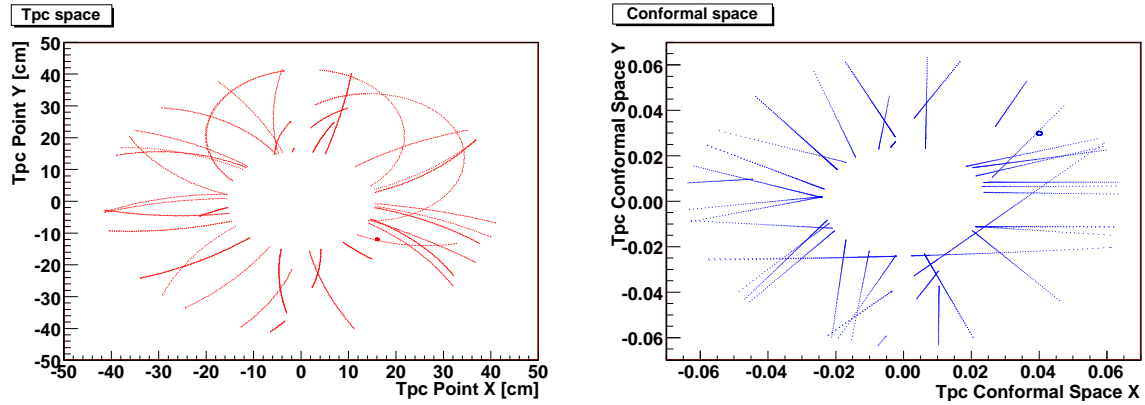 Tpc space
Tpc Point Y [cm]
50
40
30
20
10
0
-10
-20
-30
-40
-50
-50 -40 -30 -20 -10 0 10 20 30 40 50
Tpc Point X [cm]
Conformal space
Tpc Conformal Space Y
0.06
0.04
0.02
0.00
-0.02
-0.04
-0.06
-0.06 -0.04 -0.02 0.00 0.02 0.04 0.06
Tpc Conformal Space X